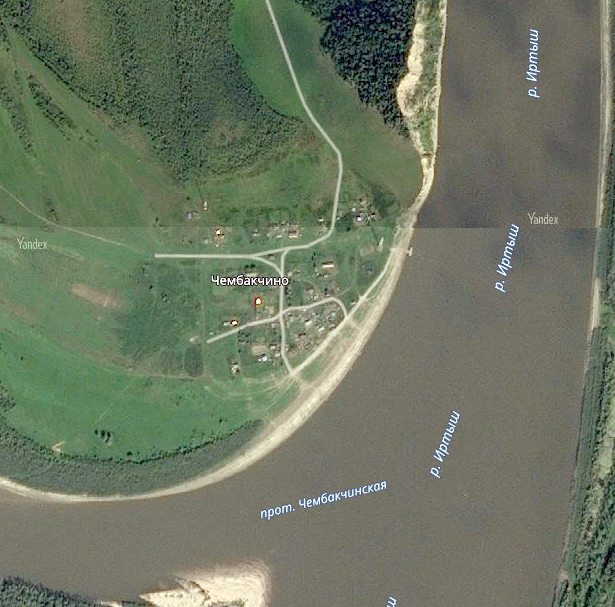 р. Иртыш
Yandex
Yandex
р. Иртыш
Чембакчино
р. Иртыш
прот. Чембакчинская